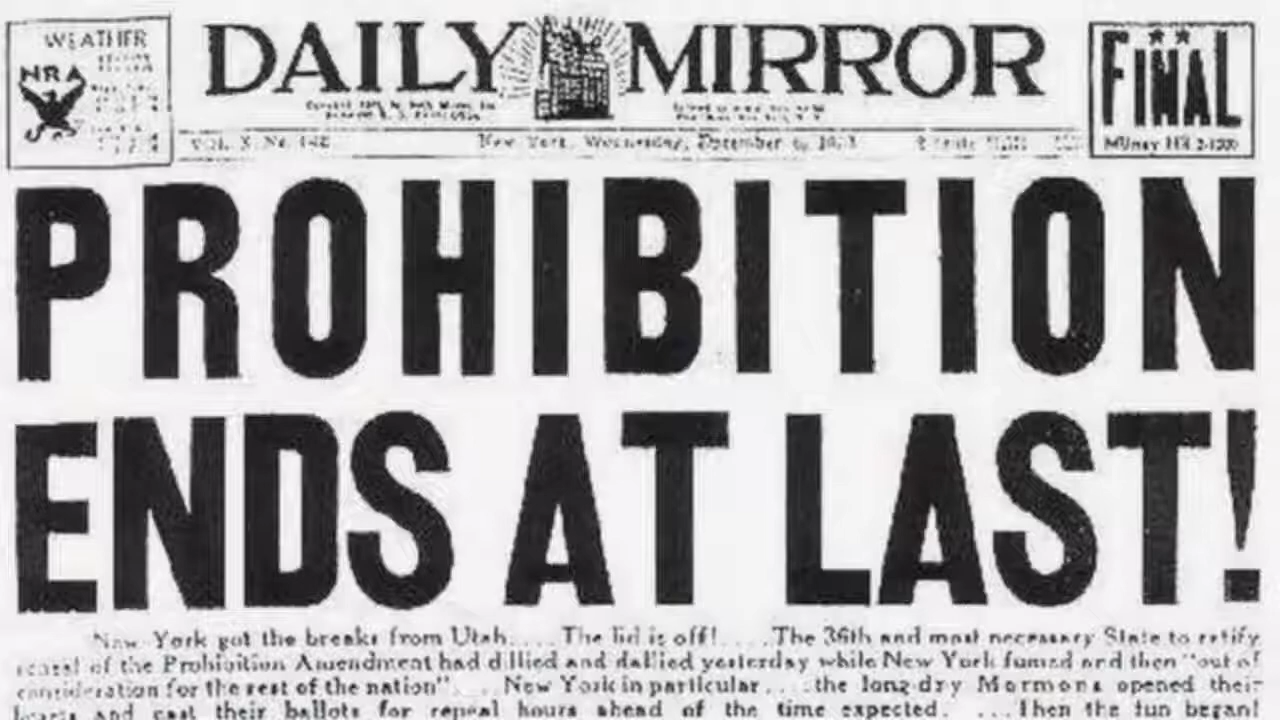 WEATHER
NRA
DAILY MIRROR
FINAL
New York, Wednesday, December 6, 1933
PROHIBITION
ENDS AT LAST!
New York got the breaks from Utah....The lid is off!....The 36th and most necessary State to ratify
repeal of the Prohibition Amendment had dillied and dallied yesterday while New York fumed and then "out of
consideration for the rest of the nation"....New York in particular....the long-dry Mormons opened their
hearts and cast their ballots for repeal hours ahead of the time expected. ....Then the fun began!